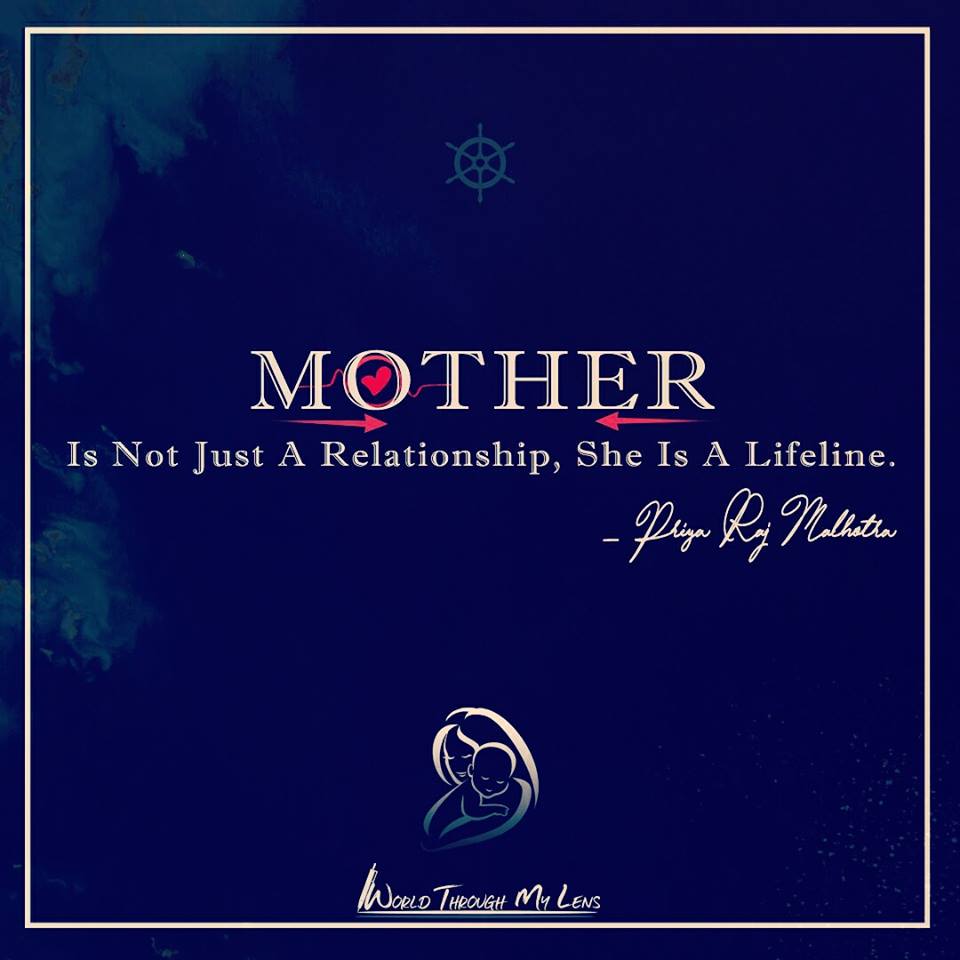 MOTHER
Is Not Just A Relationship, She Is A Lifeline.
_ Priya Raj Malhotra
World Through My Lens